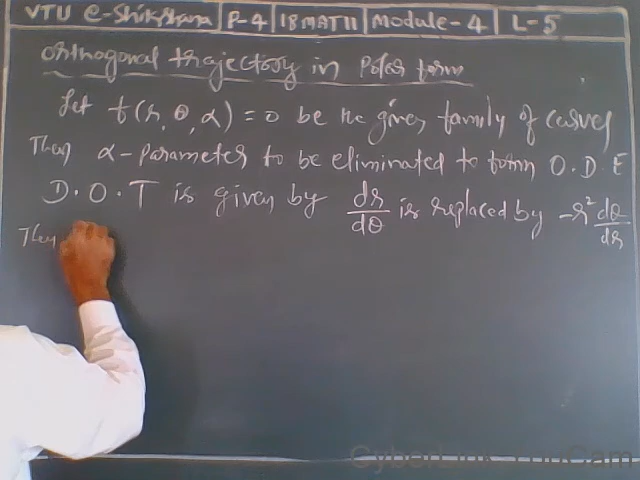 VTU e-Shikshana P-4 18MAT11 Module-4 L-5
Orthogonal trajectory in Polar form
Let f(r, θ, α) = 0 be the given family of curves
Then α-parameter to be eliminated to form O.D.E
D.O.T is given by dr/dθ is replaced by -r² dθ/dr
Then
CyberLink YouCam